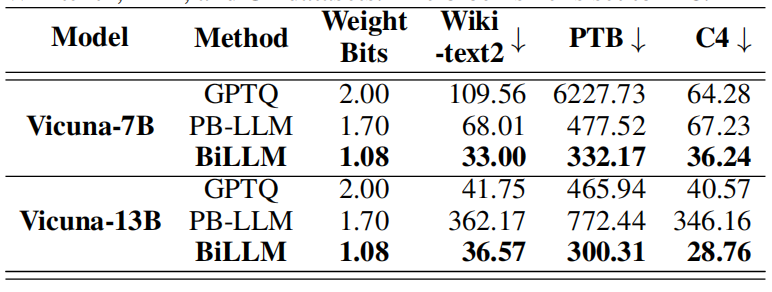 Model Method Weight Bits Wiki -text2 ↓ PTB ↓ C4 ↓
GPTQ 2.00 109.56 6227.73 64.28
Vicuna-7B PB-LLM 1.70 68.01 477.52 67.23
BiLLM 1.08 33.00 332.17 36.24
GPTQ 2.00 41.75 465.94 40.57
Vicuna-13B PB-LLM 1.70 362.17 772.44 346.16
BiLLM 1.08 36.57 300.31 28.76